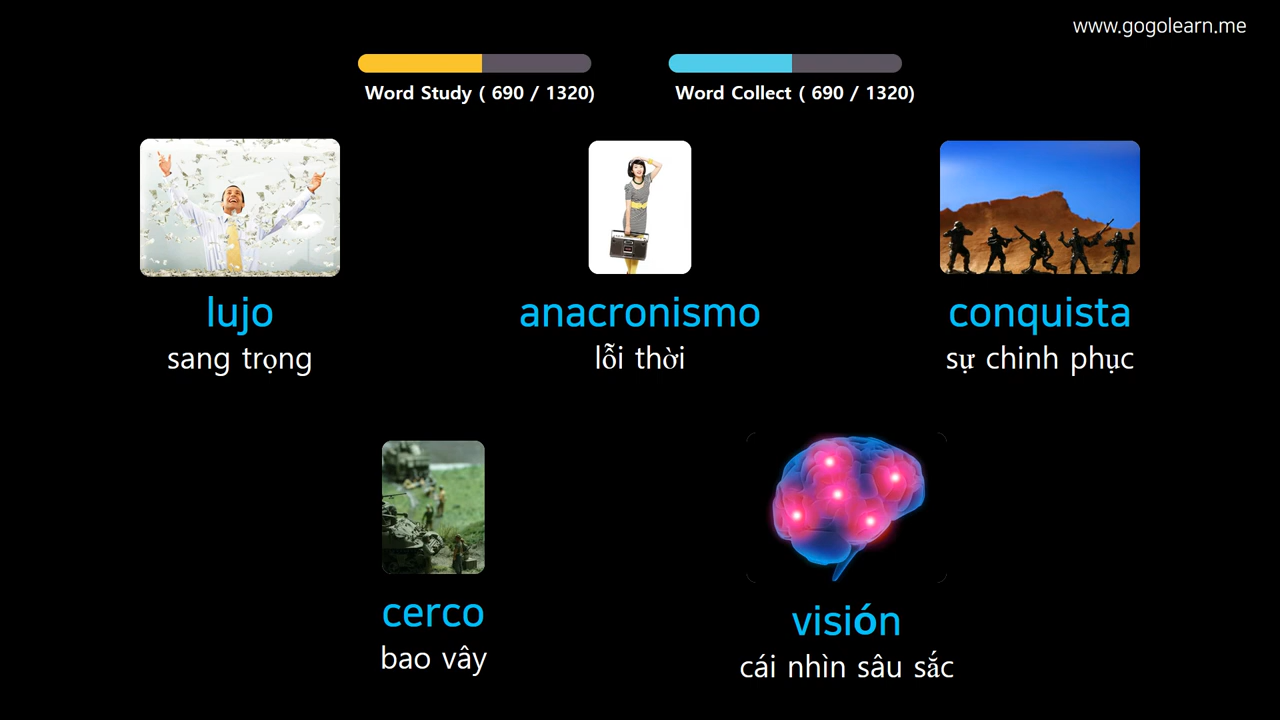 www.gogolearn.me
Word Study ( 690 / 1320)
Word Collect ( 690 / 1320)
lujo
sang trọng
anacronismo
lỗi thời
conquista
sự chinh phục
cerco
bao vây
visión
cái nhìn sâu sắc